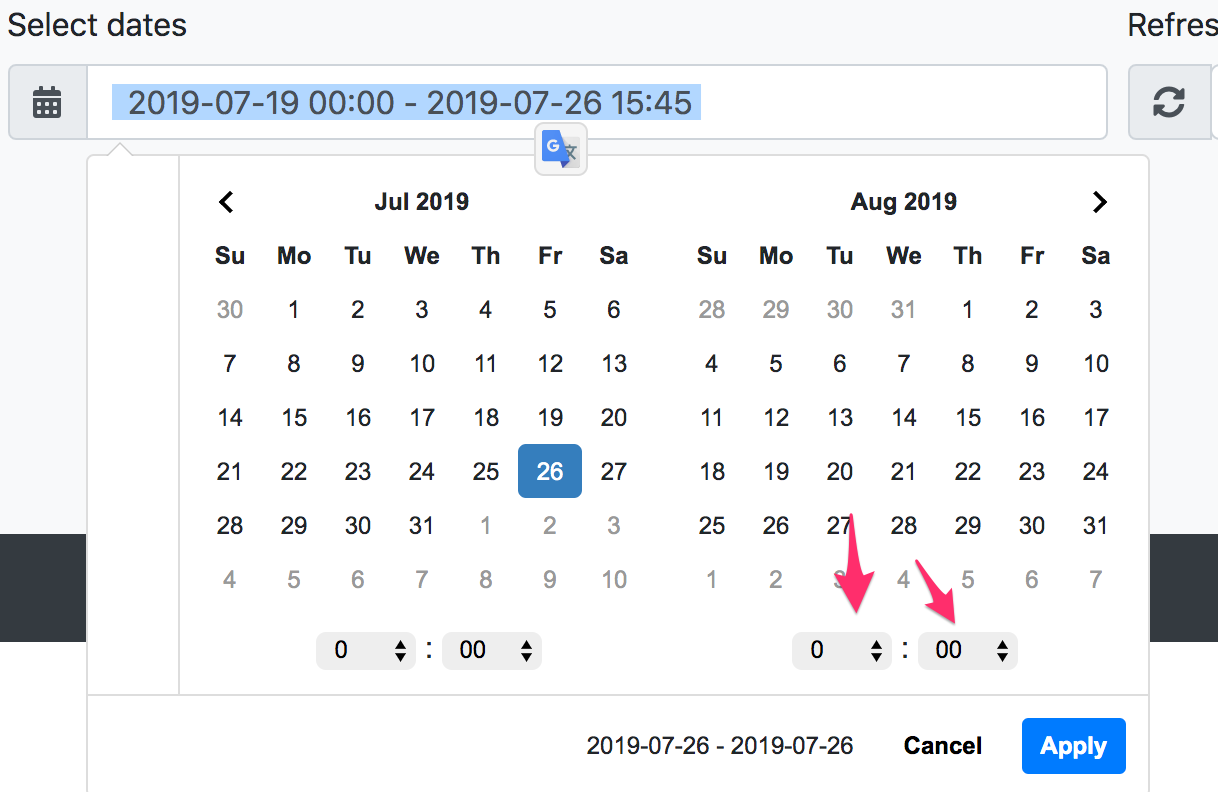 Select dates Refres
2019-07-19 00:00 - 2019-07-26 15:45
G 文
Jul 2019 Aug 2019
Su Mo Tu We Th Fr Sa Su Mo Tu We Th Fr Sa
30 1 2 3 4 5 6 28 29 30 31 1 2 3
7 8 9 10 11 12 13 4 5 6 7 8 9 10
14 15 16 17 18 19 20 11 12 13 14 15 16 17
21 22 23 24 25 26 27 18 19 20 21 22 23 24
28 29 30 31 1 2 3 25 26 27 28 29 30 31
4 5 6 7 8 9 10 1 2 3 4 5 6 7
0 : 00 0 : 00
2019-07-26 - 2019-07-26 Cancel Apply